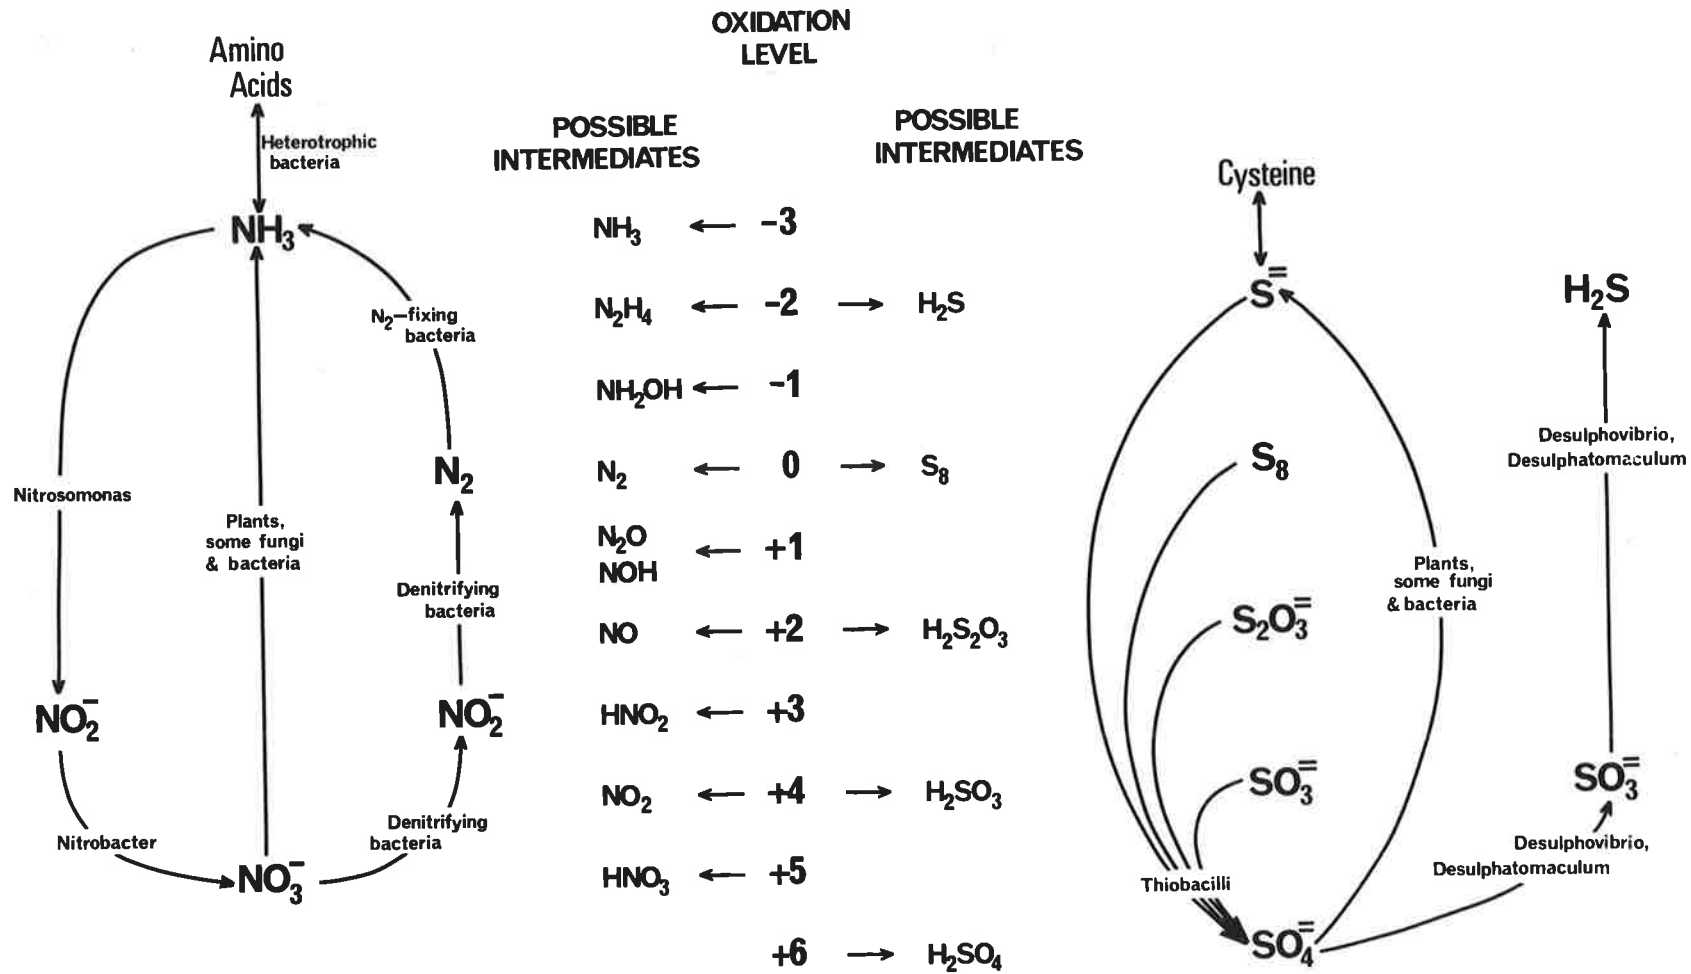 OXIDATION
LEVEL
Amino
Acids
Heterotrophic
bacteria
NH₃
N₂-fixing
bacteria
N₂
Nitrosomonas
Plants,
some fungi
& bacteria
Denitrifying
bacteria
NO₂⁻
NO₂⁻
Nitrobacter
Denitrifying
bacteria
NO₃⁻
POSSIBLE
INTERMEDIATES
POSSIBLE
INTERMEDIATES
NH₃ ← -3
N₂H₄ ← -2 → H₂S
NH₂OH ← -1
N₂ ← 0 → S₈
N₂O
NOH ← +1
NO ← +2 → H₂S₂O₃
HNO₂ ← +3
NO₂ ← +4 → H₂SO₃
HNO₃ ← +5
+6 → H₂SO₄
Cysteine
S⁼
H₂S
Desulphovibrio,
Desulphatomaculum
S₈
Plants,
some fungi
& bacteria
S₂O₃⁼
SO₃⁼
SO₃⁼
Desulphovibrio,
Desulphatomaculum
Thiobacilli
SO₄⁼